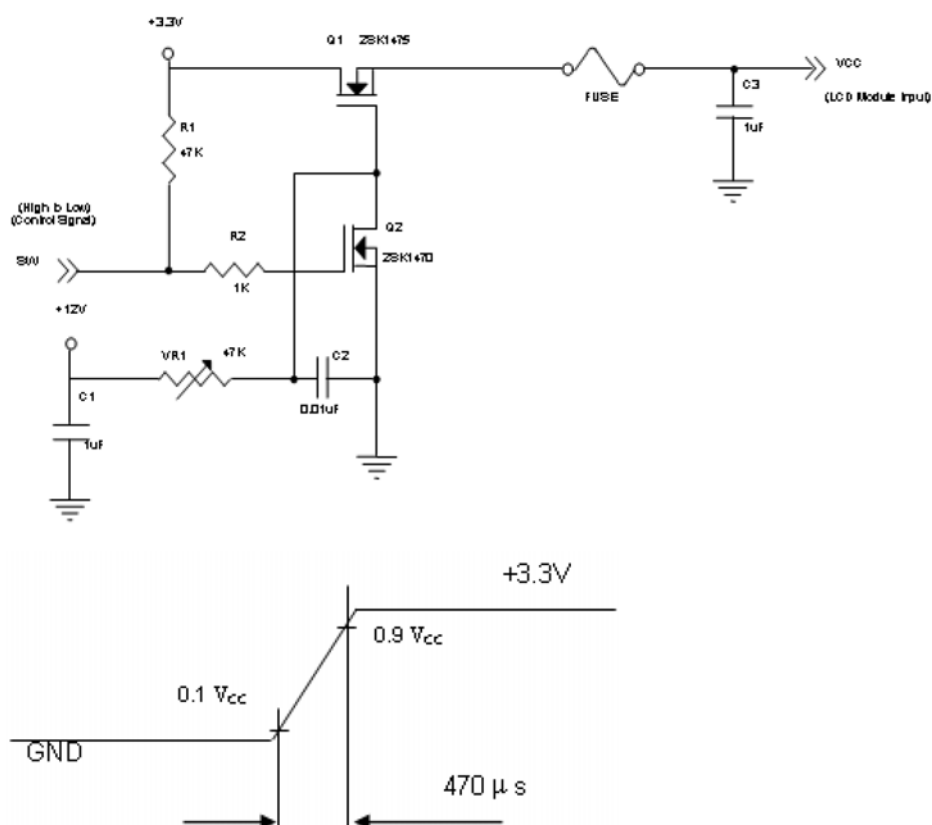 +3.3V
Q1 2SK1475
FUSE
C3
1uF
VCC
(LCD Module Input)
R1
47K
(High to Low)
(Control Signal)
SW
R2
1K
Q2
2SK1470
+12V
VR1
47K
C2
0.01uF
C1
1uF
+3.3V
0.9 Vcc
0.1 Vcc
GND
470 μs